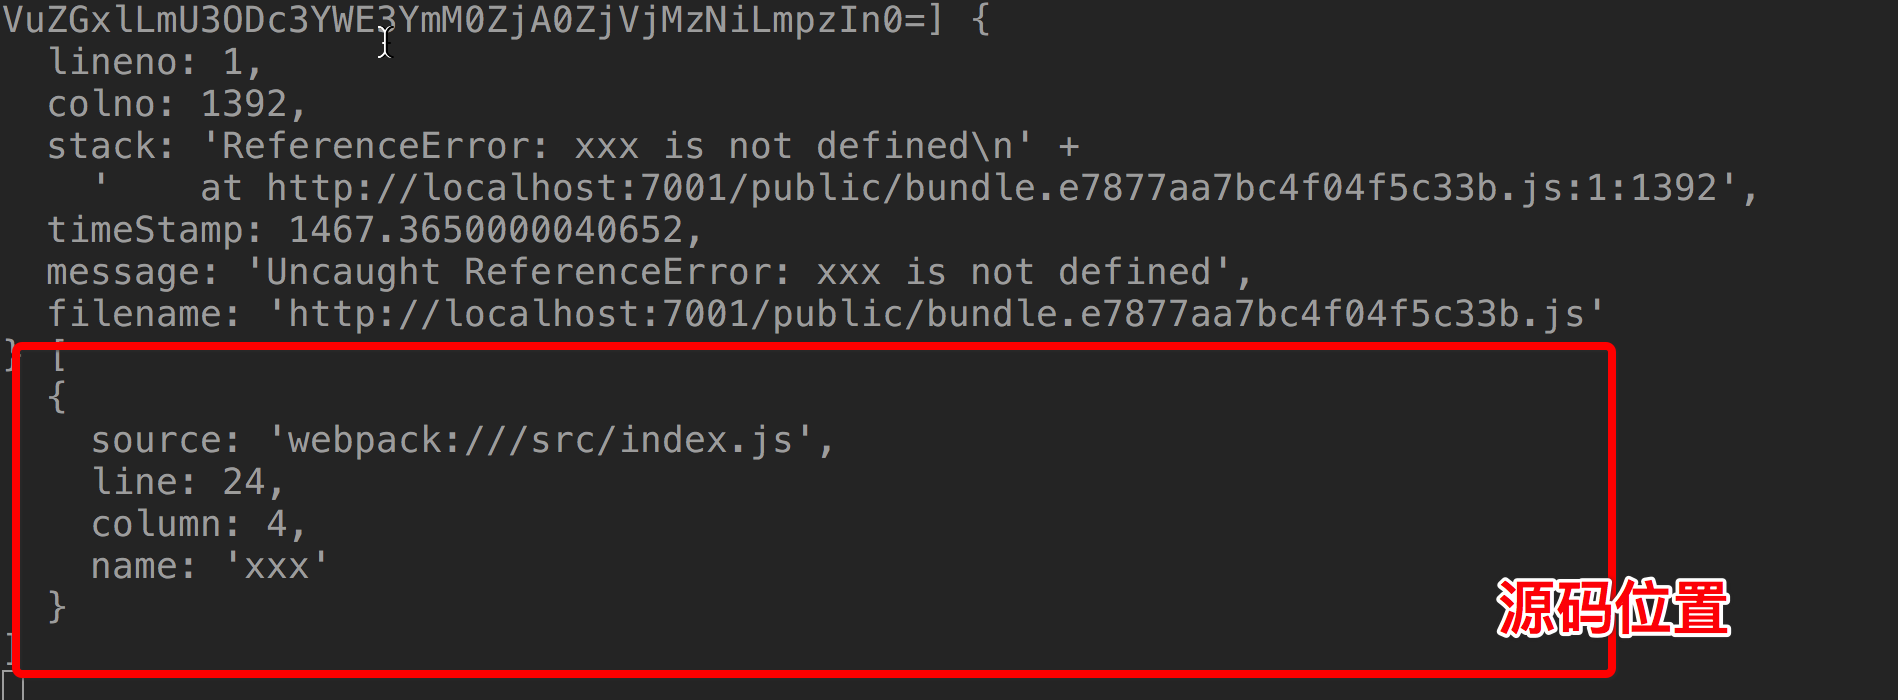 VuZGxlLmU3ODc3YWE3YmM0ZjA0ZjVjMzNiLmpzIn0=] {
  lineno: 1,
  colno: 1392,
  stack: 'ReferenceError: xxx is not defined\n' +
    '    at http://localhost:7001/public/bundle.e7877aa7bc4f04f5c33b.js:1:1392',
  timeStamp: 1467.3650000040652,
  message: 'Uncaught ReferenceError: xxx is not defined',
  filename: 'http://localhost:7001/public/bundle.e7877aa7bc4f04f5c33b.js'
} [
  {
    source: 'webpack:///src/index.js',
    line: 24,
    column: 4,
    name: 'xxx'
  }
]
源码位置